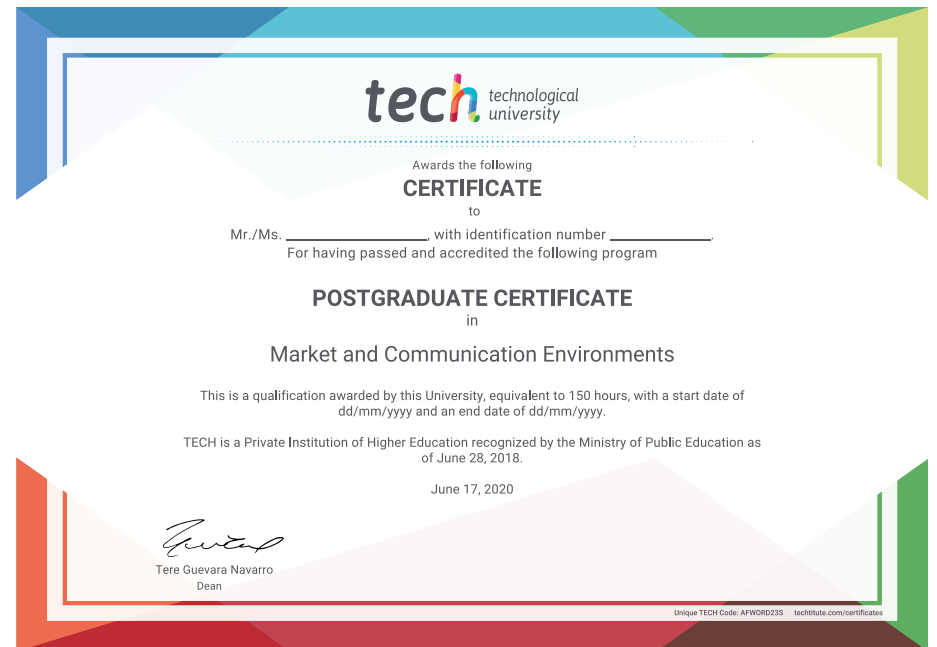 tech technological
university
Awards the following
CERTIFICATE
to
Mr./Ms. ____________________, with identification number ______________.
For having passed and accredited the following program
POSTGRADUATE CERTIFICATE
in
Market and Communication Environments
This is a qualification awarded by this University, equivalent to 150 hours, with a start date of
dd/mm/yyyy and an end date of dd/mm/yyyy.
TECH is a Private Institution of Higher Education recognized by the Ministry of Public Education as
of June 28, 2018.
June 17, 2020
Tere Guevara Navarro
Dean
Unique TECH Code: AFWORD23S techtitute.com/certificates